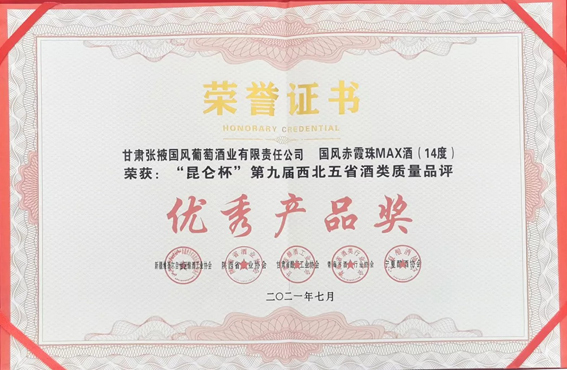 荣誉证书
HONORARY CREDENTIAL
甘肃张掖国风葡萄酒业有限责任公司 国风赤霞珠MAX酒（14度）
荣获：“昆仑杯”第九届西北五省酒类质量品评
优秀产品奖
二〇二一年七月